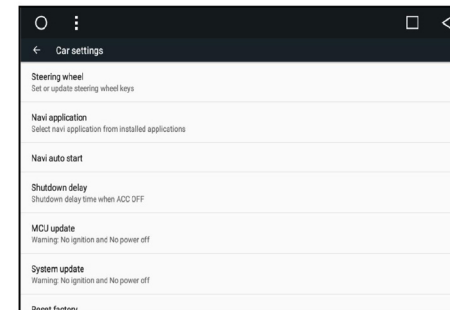 Car settings
Steering wheel
Set or update steering wheel keys
Navi application
Select navi application from installed applications
Navi auto start
Shutdown delay
Shutdown delay time when ACC OFF
MCU update
Warning: No ignition and No power off
System update
Warning: No ignition and No power off
Reset factory